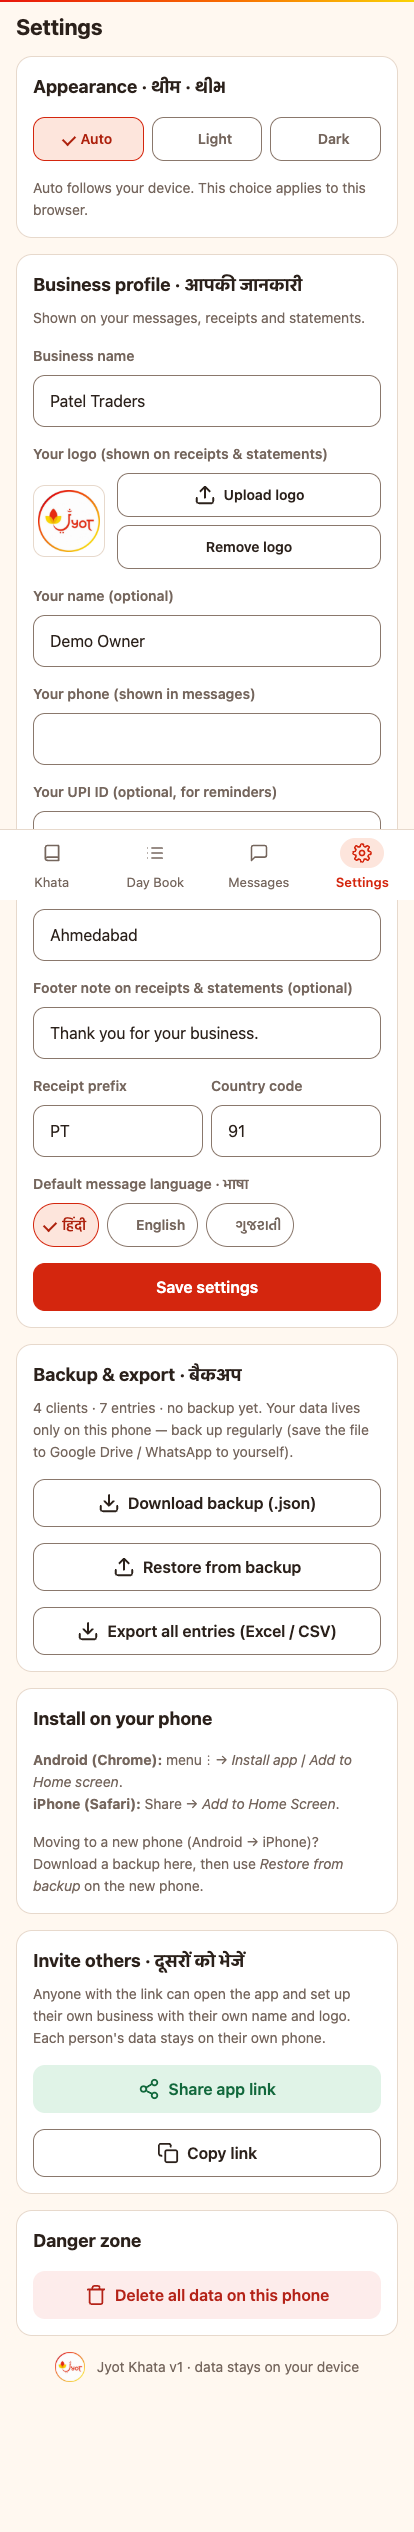 Settings
Appearance · थीम · થીમ
Auto
Light
Dark
Auto follows your device. This choice applies to this
browser.
Business profile · आपकी जानकारी
Shown on your messages, receipts and statements.
Business name
Patel Traders
Your logo (shown on receipts & statements)
Jyot
Upload logo
Remove logo
Your name (optional)
Demo Owner
Your phone (shown in messages)
Your UPI ID (optional, for reminders)
Khata
Day Book
Messages
Settings
Ahmedabad
Footer note on receipts & statements (optional)
Thank you for your business.
Receipt prefix
Country code
PT
91
Default message language · भाषा
हिंदी
English
ગુજરાતી
Save settings
Backup & export · बैकअप
4 clients · 7 entries · no backup yet. Your data lives
only on this phone — back up regularly (save the file
to Google Drive / WhatsApp to yourself).
Download backup (.json)
Restore from backup
Export all entries (Excel / CSV)
Install on your phone
Android (Chrome): menu ⋮ → Install app / Add to
Home screen.
iPhone (Safari): Share → Add to Home Screen.
Moving to a new phone (Android → iPhone)?
Download a backup here, then use Restore from
backup on the new phone.
Invite others · दूसरों को भेजें
Anyone with the link can open the app and set up
their own business with their own name and logo.
Each person's data stays on their own phone.
Share app link
Copy link
Danger zone
Delete all data on this phone
Jyot
Jyot Khata v1 · data stays on your device